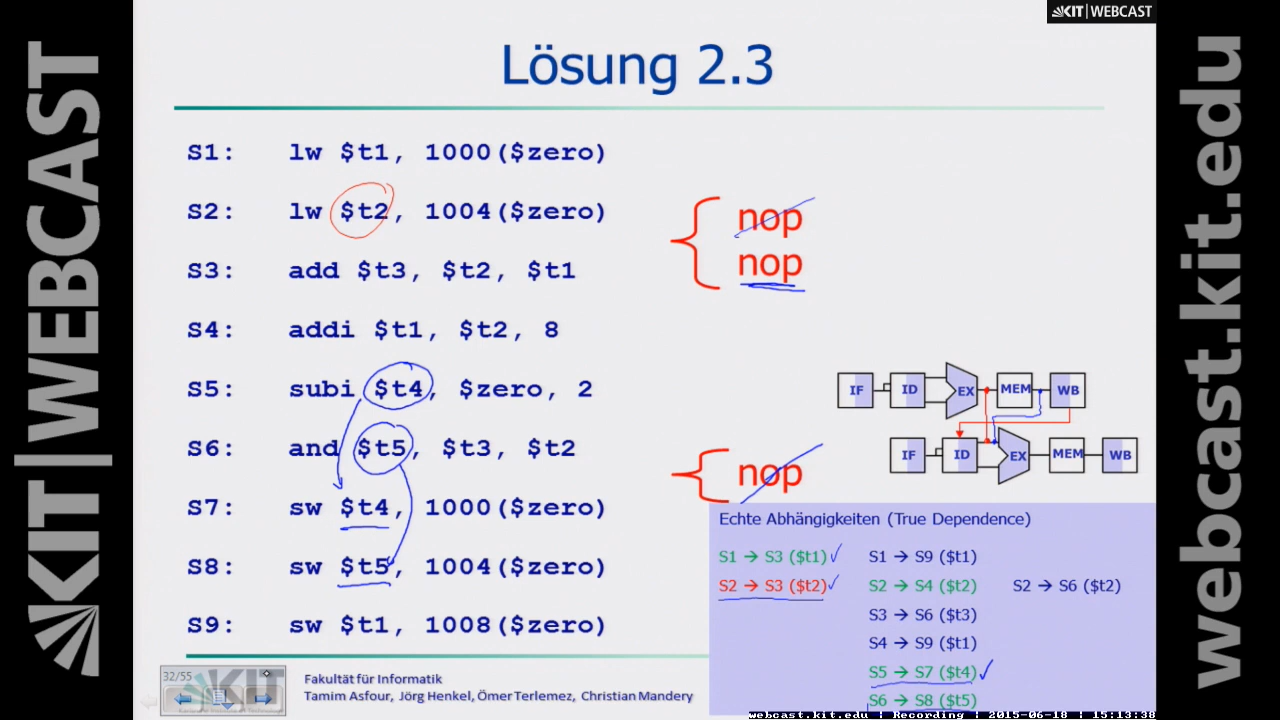 KIT | WEBCAST
KIT|WEBCAST
webcast.kit.edu
Lösung 2.3
S1: lw $t1, 1000($zero)
S2: lw $t2, 1004($zero)
nop
nop
S3: add $t3, $t2, $t1
S4: addi $t1, $t2, 8
S5: subi $t4, $zero, 2
S6: and $t5, $t3, $t2
nop
S7: sw $t4, 1000($zero)
S8: sw $t5, 1004($zero)
S9: sw $t1, 1008($zero)
IF ID EX MEM WB
IF ID EX MEM WB
Echte Abhängigkeiten (True Dependence)
S1 → S3 ($t1) S1 → S9 ($t1)
S2 → S3 ($t2) S2 → S4 ($t2) S2 → S6 ($t2)
S3 → S6 ($t3)
S4 → S9 ($t1)
S5 → S7 ($t4)
S6 → S8 ($t5)
32/55
KIT
Fakultät für Informatik
Tamim Asfour, Jörg Henkel, Ömer Terlemez, Christian Mandery
webcast.kit.edu | Recording | 2015-06-18 | 15:13:38